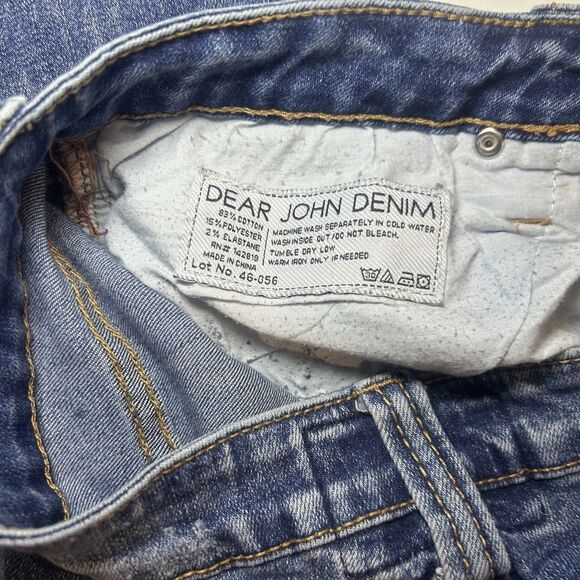 DEAR JOHN DENIM
83% COTTON
15% POLYESTER
2% ELASTANE
RN# 142819
MADE IN CHINA
Lot No. 46-056
MACHINE WASH SEPARATELY IN COLD WATER
WASH INSIDE OUT/DO NOT BLEACH.
TUMBLE DRY LOW.
WARM IRON ONLY IF NEEDED